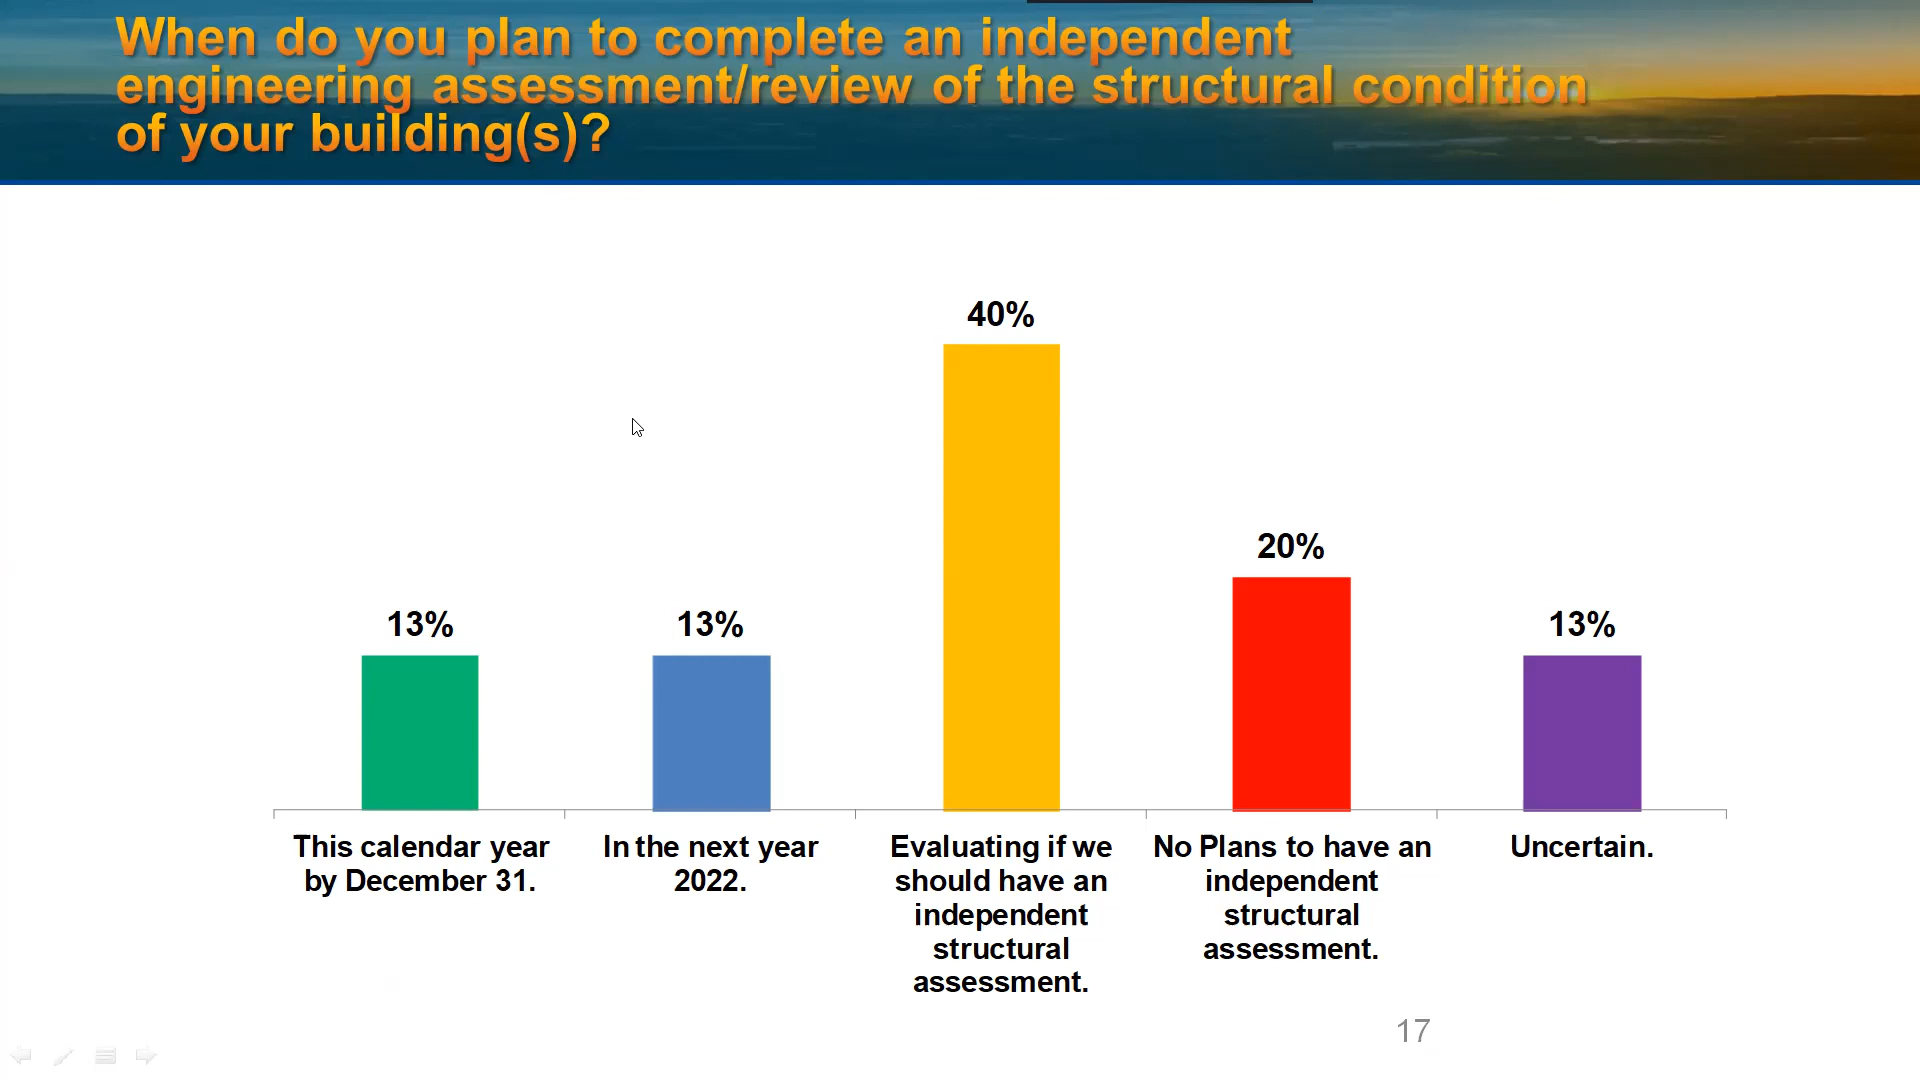 When do you plan to complete an independent
engineering assessment/review of the structural condition
of your building(s)?
40%
20%
13%
13%
13%
This calendar year
by December 31.
In the next year
2022.
Evaluating if we
should have an
independent
structural
assessment.
No Plans to have an
independent
structural
assessment.
Uncertain.
17